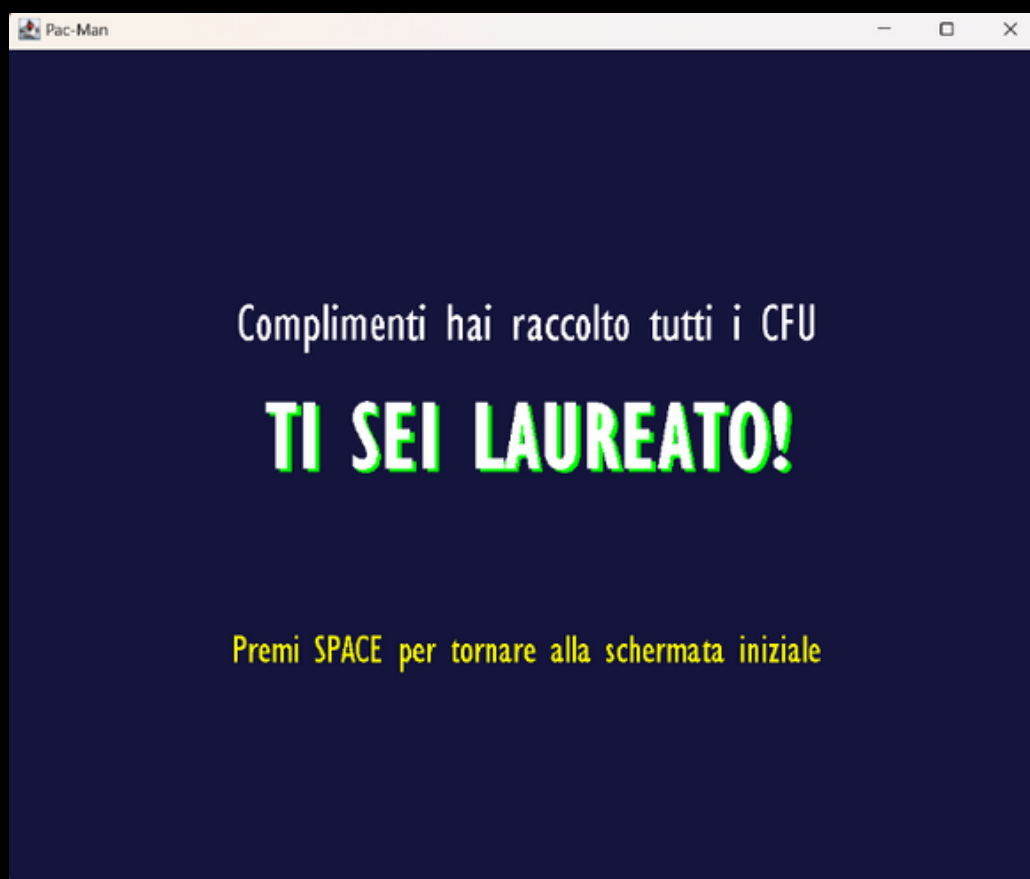 Pac-Man
Complimenti hai raccolto tutti i CFU
TI SEI LAUREATO!
Premi SPACE per tornare alla schermata iniziale